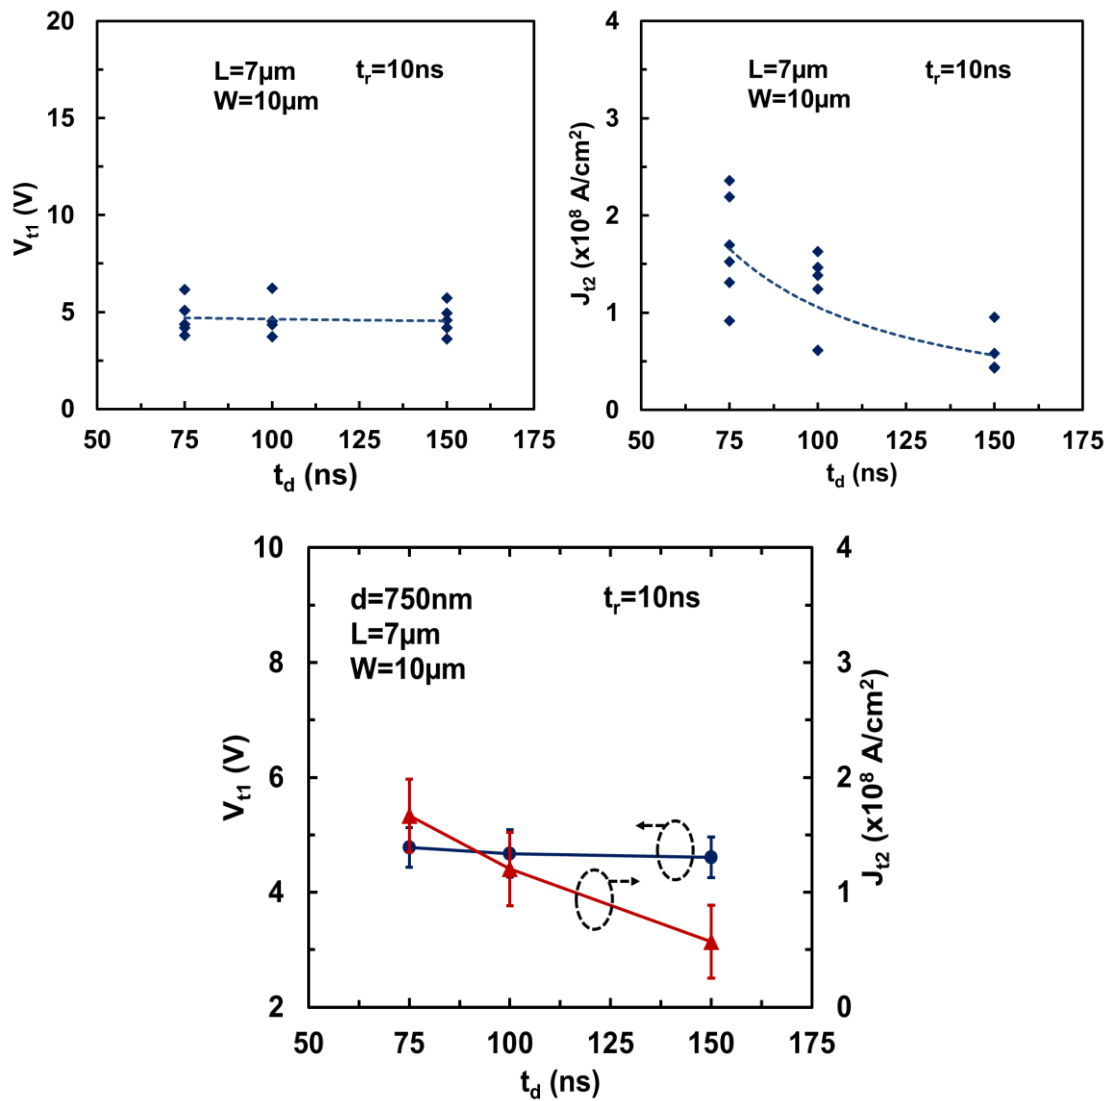 20
15
10
5
0
V_t1 (V)
L=7μm
W=10μm
t_r=10ns
50 75 100 125 150 175
t_d (ns)
4
3
2
1
0
J_t2 (x10^8 A/cm^2)
L=7μm
W=10μm
t_r=10ns
50 75 100 125 150 175
t_d (ns)
10
8
6
4
2
V_t1 (V)
d=750nm
L=7μm
W=10μm
t_r=10ns
4
3
2
1
0
J_t2 (x10^8 A/cm^2)
50 75 100 125 150 175
t_d (ns)